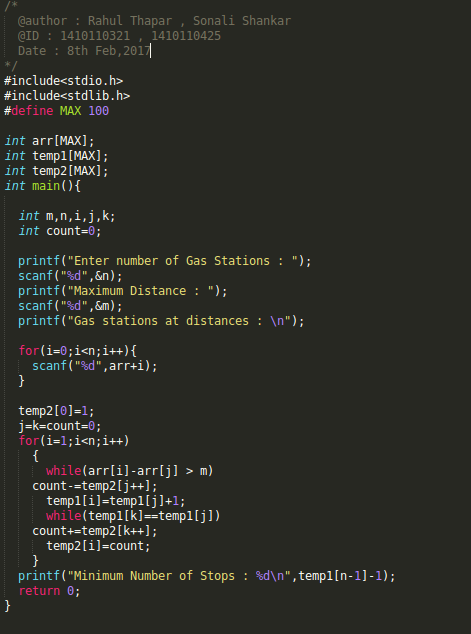 /*
@author : Rahul Thapar , Sonali Shankar
@ID : 1410110321 , 1410110425
Date : 8th Feb,2017
*/
#include<stdio.h>
#include<stdlib.h>
#define MAX 100
int arr[MAX];
int temp1[MAX];
int temp2[MAX];
int main(){
int m,n,i,j,k;
int count=0;
printf("Enter number of Gas Stations : ");
scanf("%d",&n);
printf("Maximum Distance : ");
scanf("%d",&m);
printf("Gas stations at distances : \n");
for(i=0;i<n;i++){
scanf("%d",arr+i);
}
temp2[0]=1;
j=k=count=0;
for(i=1;i<n;i++)
{
while(arr[i]-arr[j] > m)
count-=temp2[j++];
temp1[i]=temp1[j]+1;
while(temp1[k]==temp1[j])
count+=temp2[k++];
temp2[i]=count;
}
printf("Minimum Number of Stops : %d\n",temp1[n-1]-1);
return 0;
}